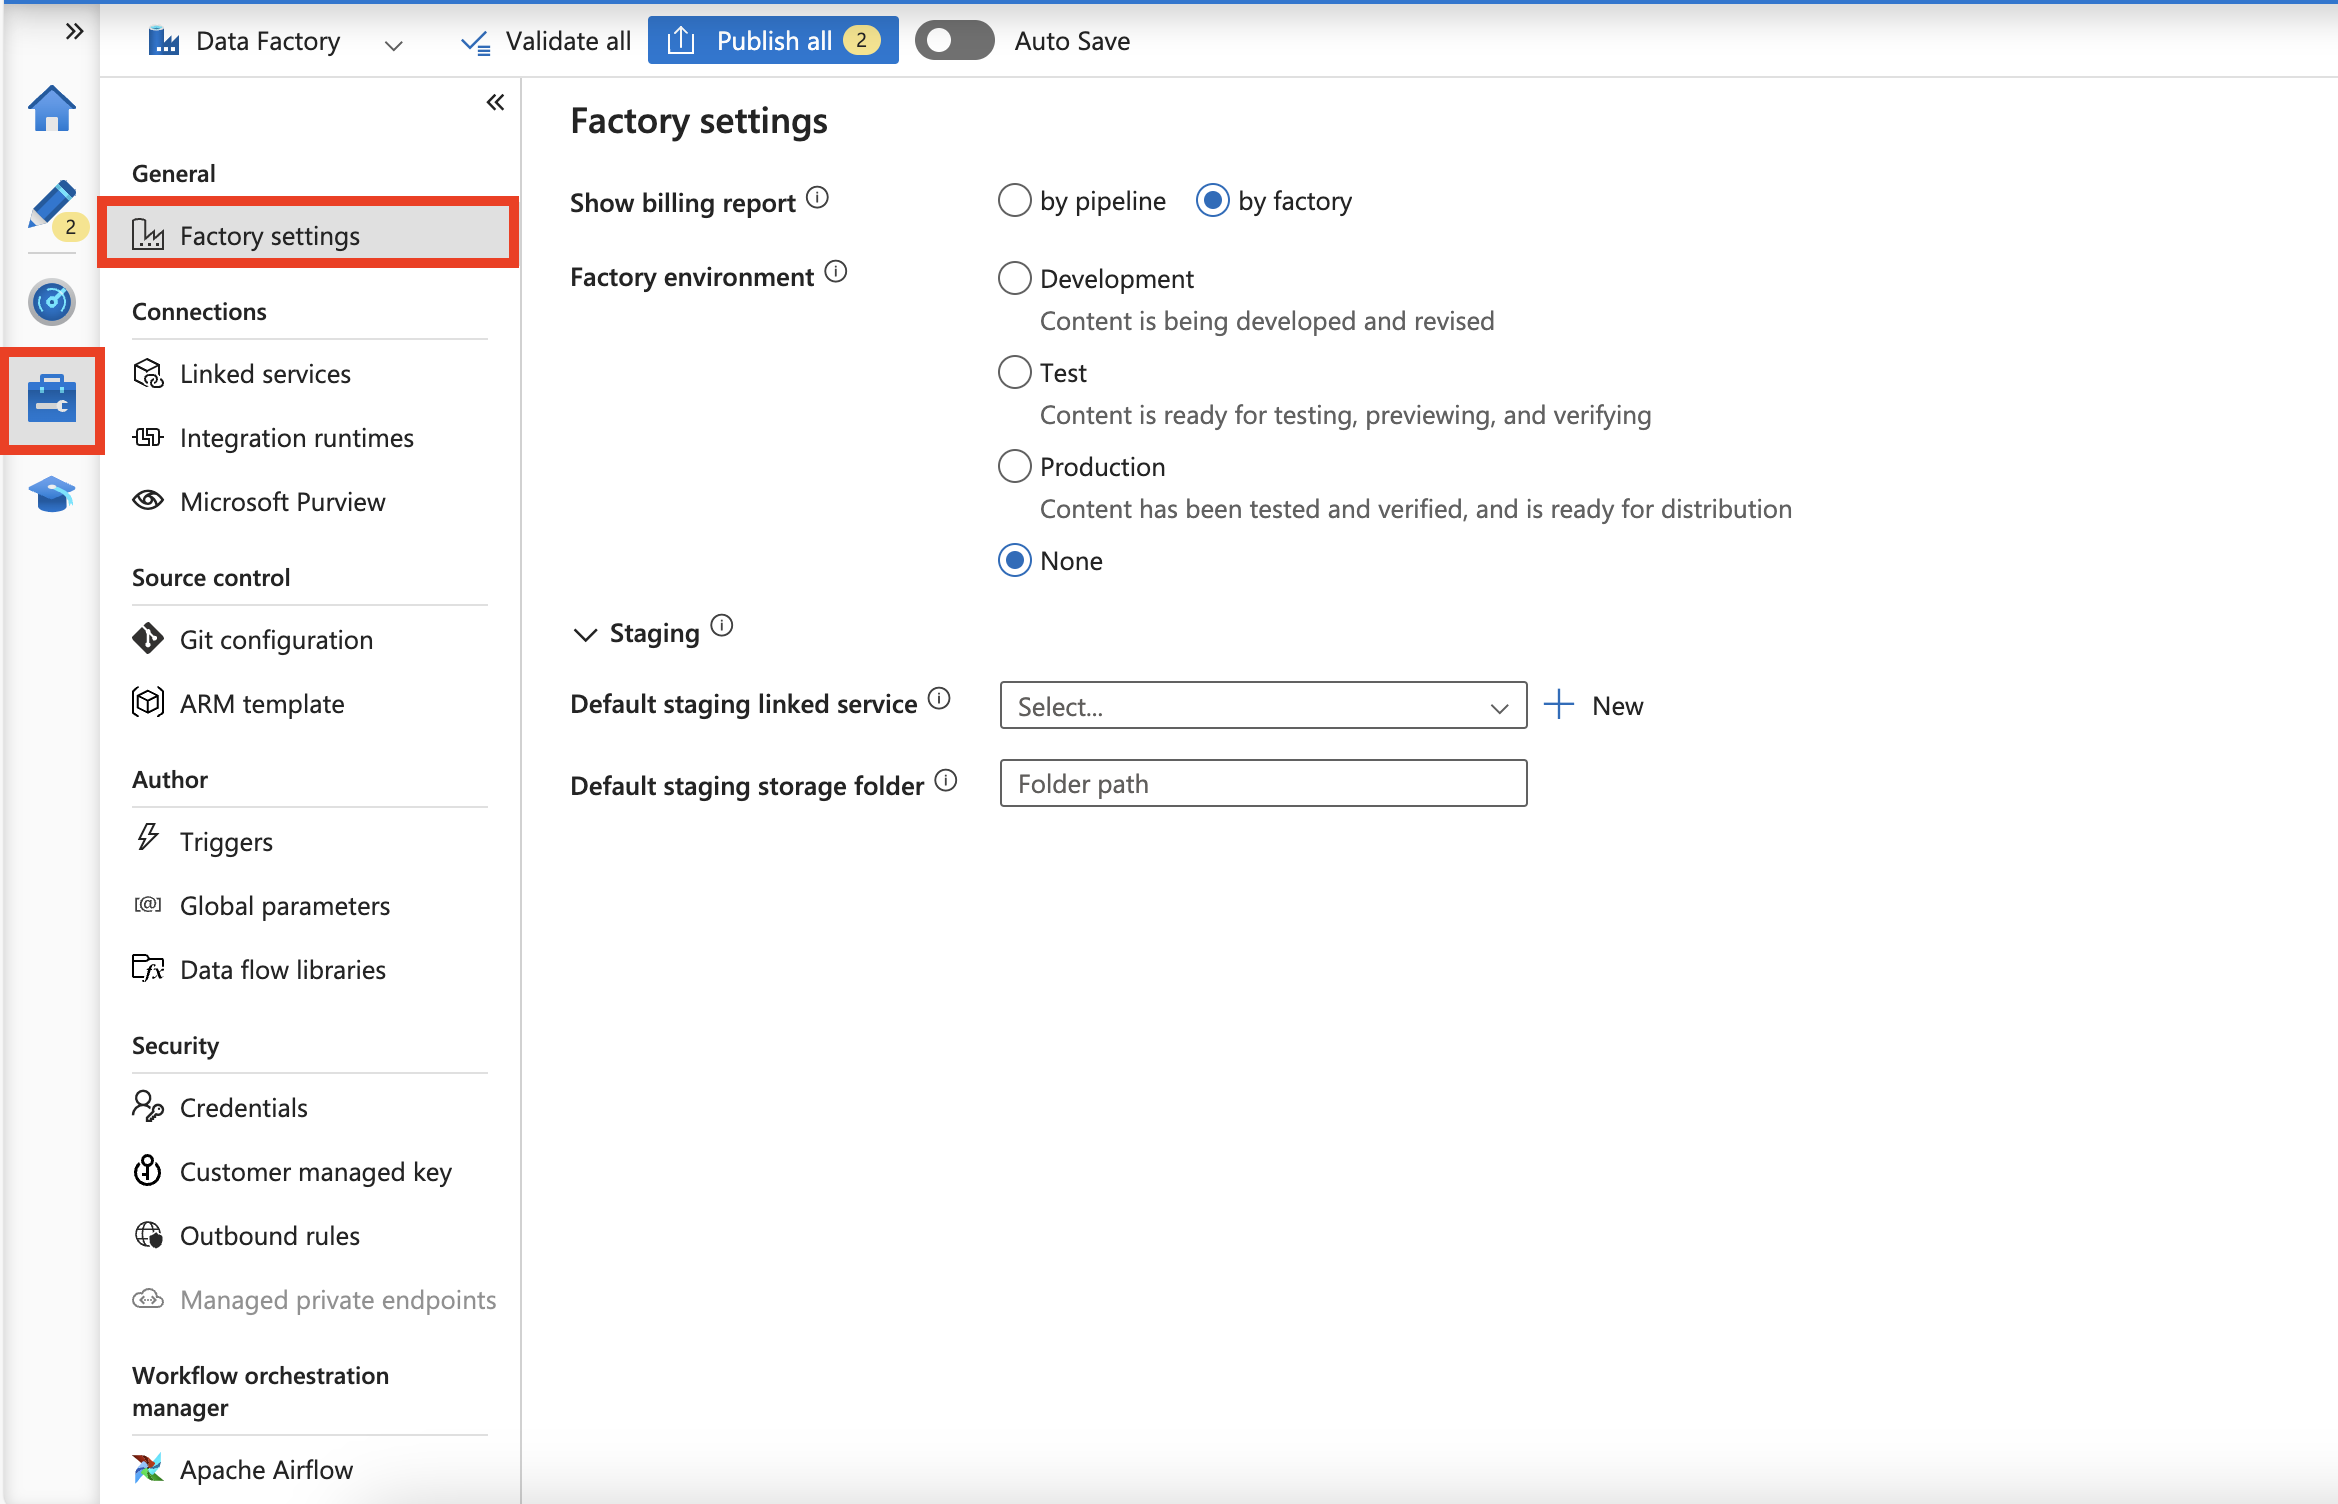 Data Factory
Validate all
Publish all 2
Auto Save
2
General
Factory settings
Connections
Linked services
Integration runtimes
Microsoft Purview
Source control
Git configuration
ARM template
Author
Triggers
[@] Global parameters
fx Data flow libraries
Security
Credentials
Customer managed key
Outbound rules
Managed private endpoints
Workflow orchestration
manager
Apache Airflow
Factory settings
Show billing report by pipeline by factory
Factory environment Development
Content is being developed and revised
Test
Content is ready for testing, previewing, and verifying
Production
Content has been tested and verified, and is ready for distribution
None
Staging
Default staging linked service Select... New
Default staging storage folder Folder path